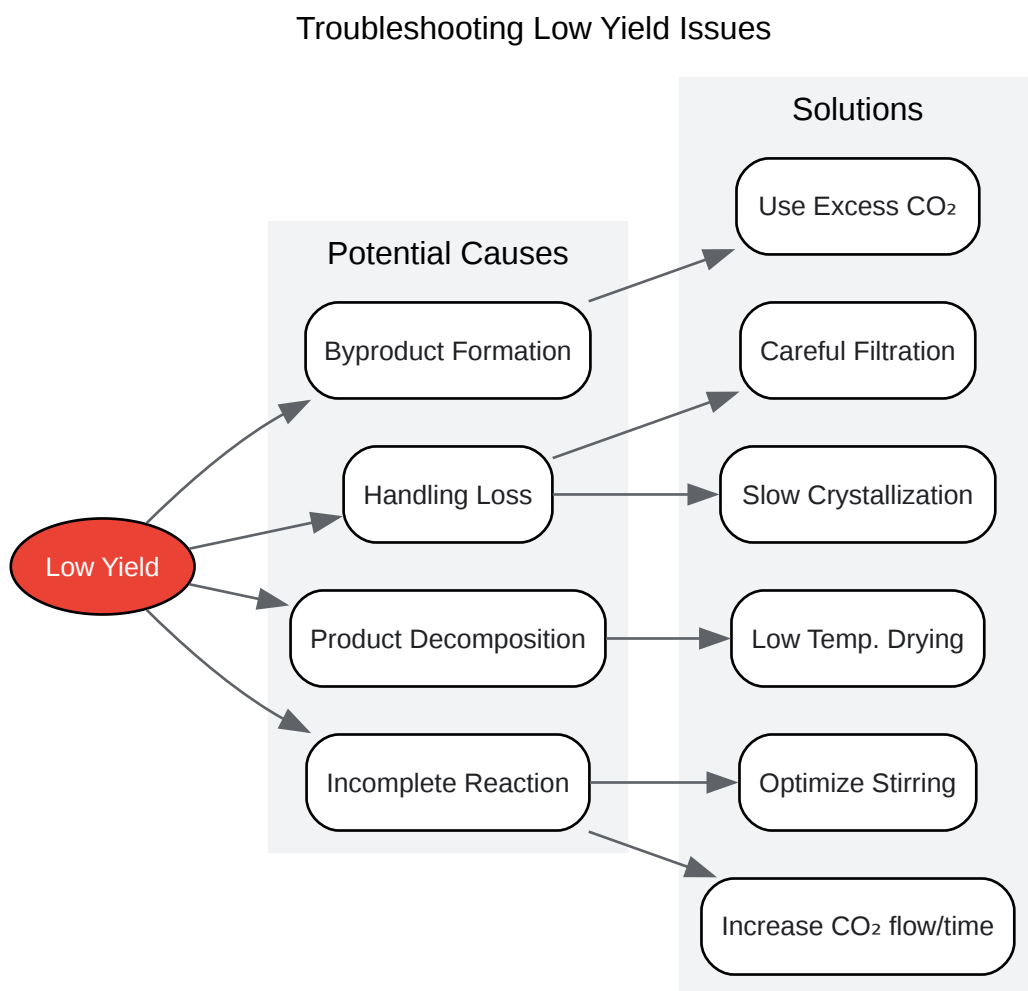 Troubleshooting Low Yield Issues
Solutions
Use Excess CO₂
Potential Causes
Byproduct Formation
Careful Filtration
Handling Loss
Slow Crystallization
Low Yield
Product Decomposition
Low Temp. Drying
Incomplete Reaction
Optimize Stirring
Increase CO₂ flow/time